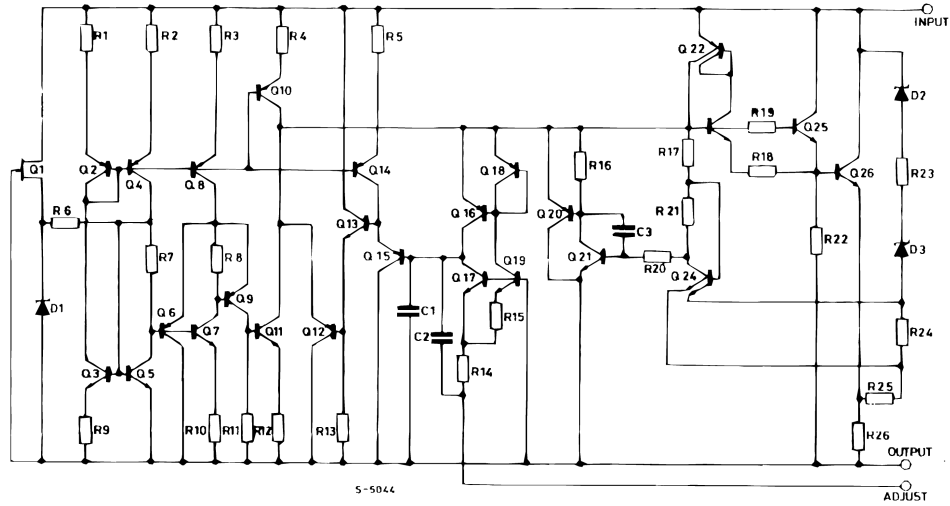 INPUT
R1 R2 R3 R4 R5
Q22
Q10
D2
R19
Q25
R17 R18
R16
Q1 Q2 Q4 Q8 Q14 Q18 Q26 R23
R6 Q13 Q16 Q20 C3 R21
R7 R8 Q15 Q17 Q19 Q21 R20 Q24 R22 D3
D1 Q6 Q9 C1
Q7 Q11 Q12 C2 R15 R24
Q3 Q5 R14
R25
R9 R10 R11 R12 R13 R26
OUTPUT
S-5044
ADJUST